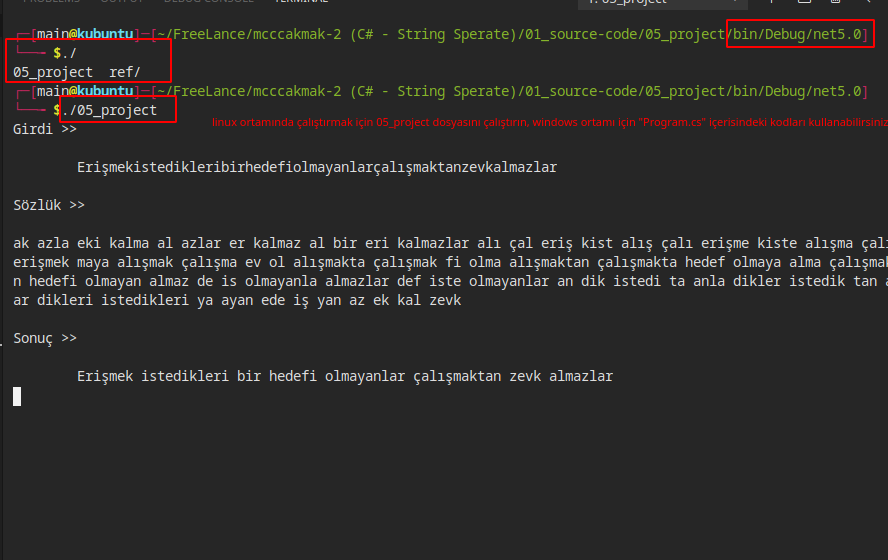 TERMINAL
1: 05_project
┌─[main@kubuntu]─[~/FreeLance/mcccakmak-2 (C# - String Sperate)/01_source-code/05_project/bin/Debug/net5.0]
└──╼ $./
05_project ref/
┌─[main@kubuntu]─[~/FreeLance/mcccakmak-2 (C# - String Sperate)/01_source-code/05_project/bin/Debug/net5.0]
└──╼ $./05_project
linux ortamında çalıştırmak için 05_project dosyasını çalıştırın, windows ortamı için "Program.cs" içerisindeki kodları kullanabilirsiniz
Girdi >>
Erişmekistedikleribirhedefiolmayanlarçalışmaktanzevkalmazlar
Sözlük >>
ak azla eki kalma al azlar er kalmaz al bir eri kalmazlar alı çal eriş kist alış çalı erişme kiste alışma çalı
erişmek maya alışmak çalışma ev ol alışmakta çalışmak fi olma alışmaktan çalışmakta hedef olmaya alma çalışmak
n hedefi olmayan almaz de is olmayanla almazlar def iste olmayanlar an dik istedi ta anla dikler istedik tan a
ar dikleri istedikleri ya ayan ede iş yan az ek kal zevk
Sonuç >>
Erişmek istedikleri bir hedefi olmayanlar çalışmaktan zevk almazlar